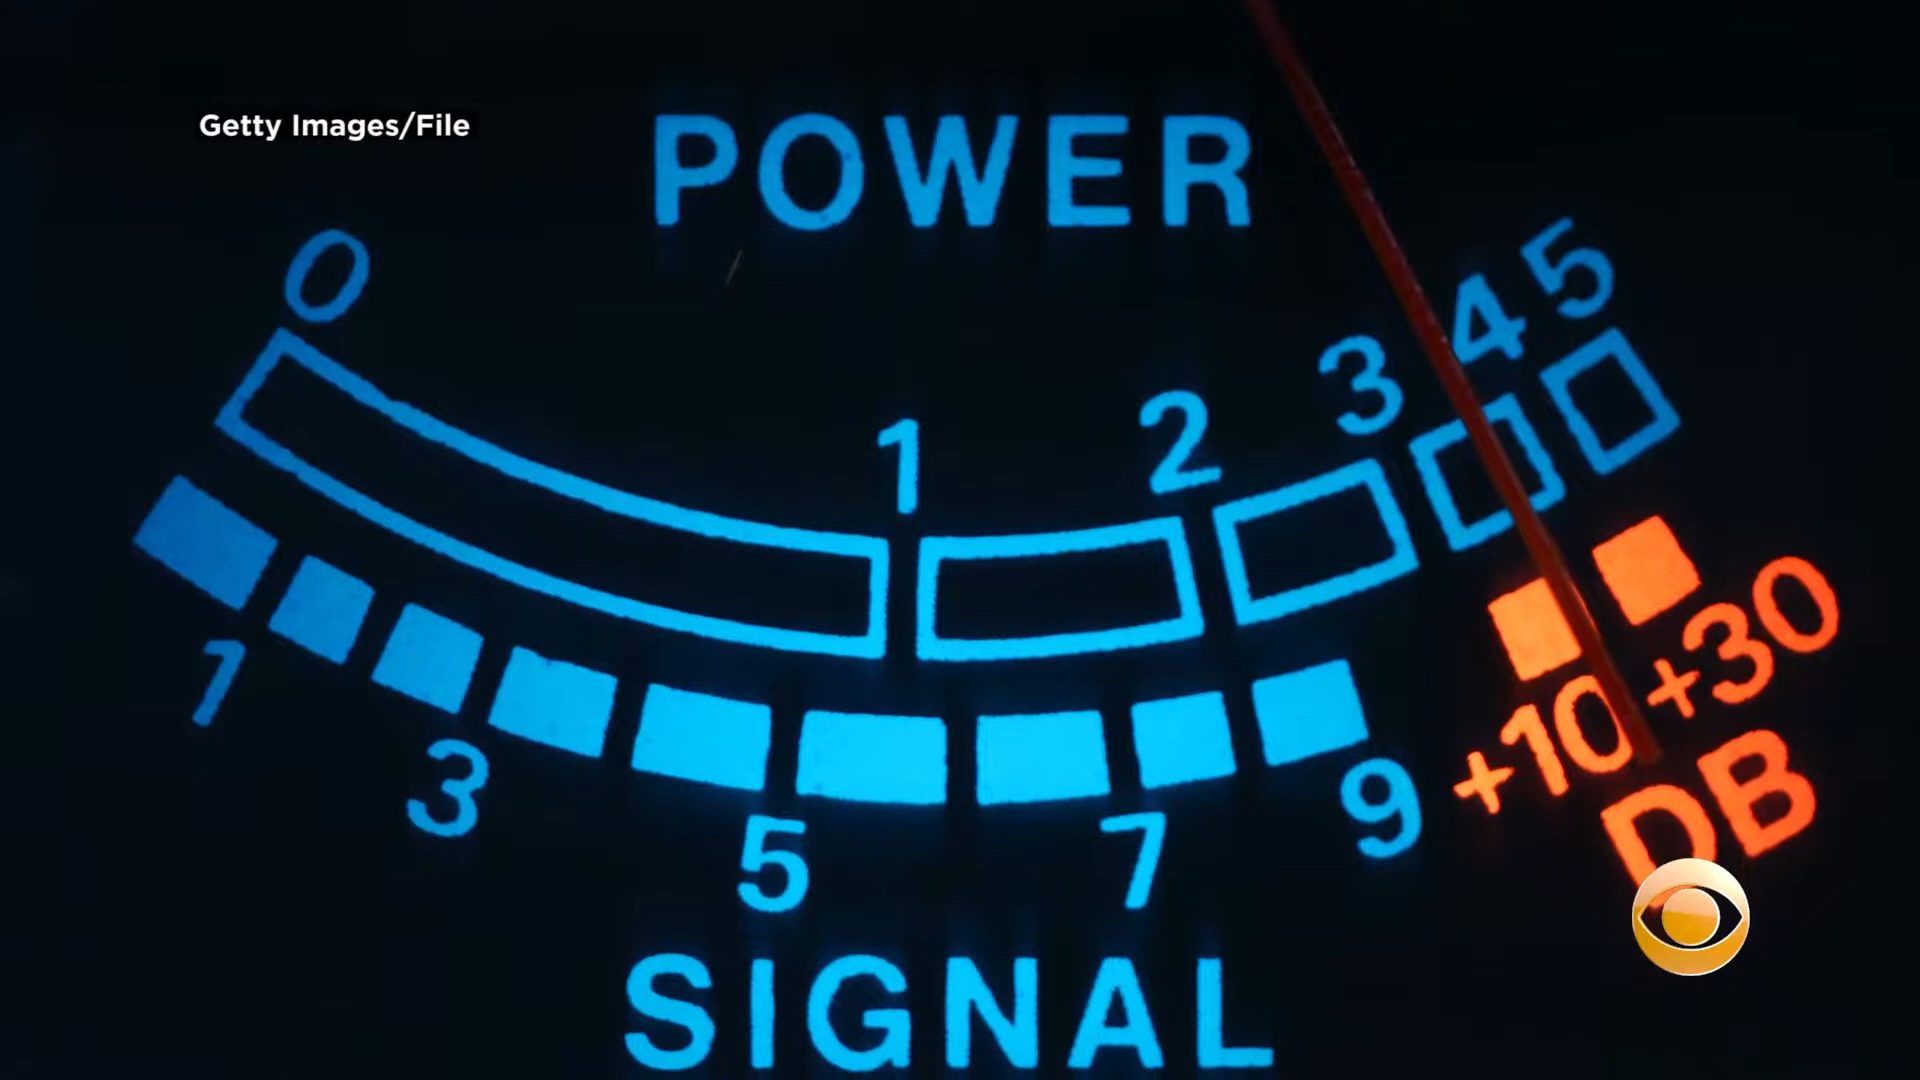 Getty Images/File
POWER
0 1 2 3 4 5
1 3 5 7 9 +10 +30
DB
SIGNAL